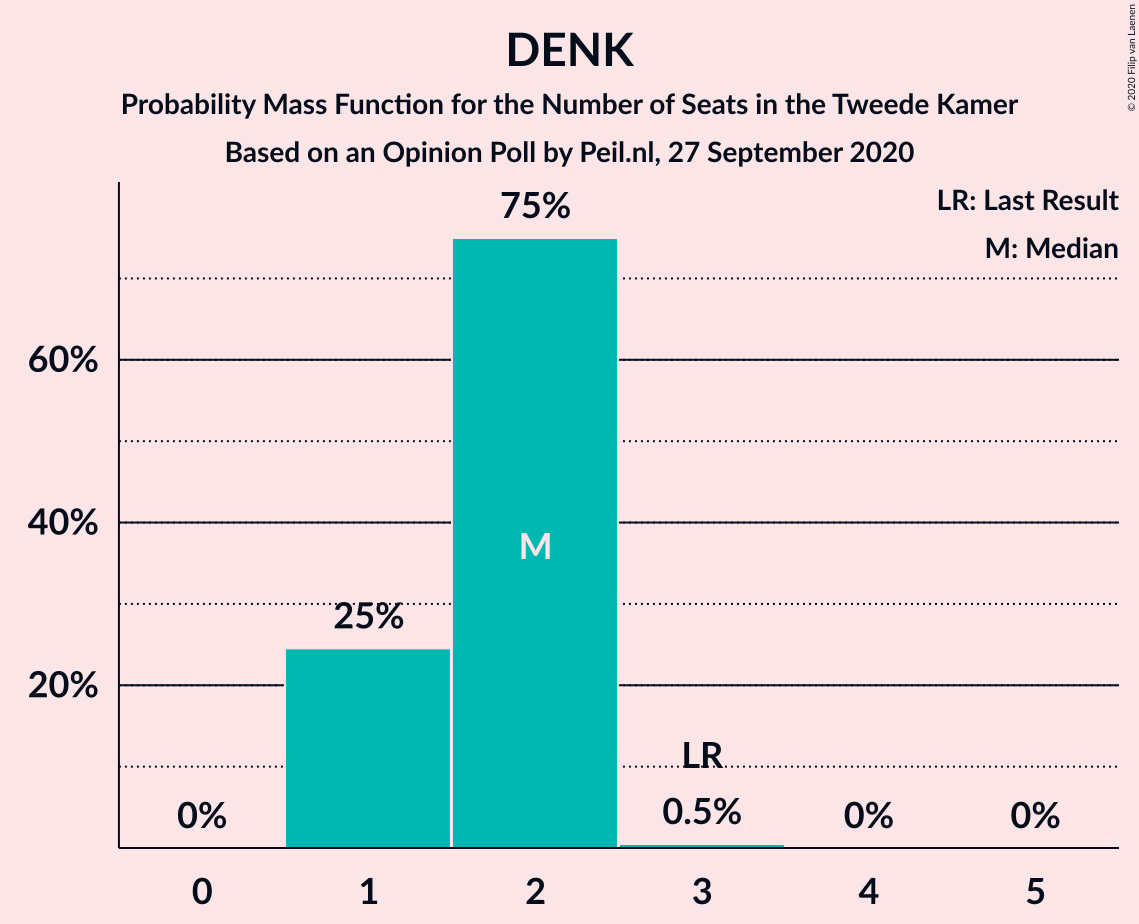 DENK
Probability Mass Function for the Number of Seats in the Tweede Kamer
Based on an Opinion Poll by Peil.nl, 27 September 2020
© 2020 Filip van Laenen
LR: Last Result
M: Median
75%
60%
40%
M
25%
20%
LR
0%
0.5%
0%
0%
0 1 2 3 4 5